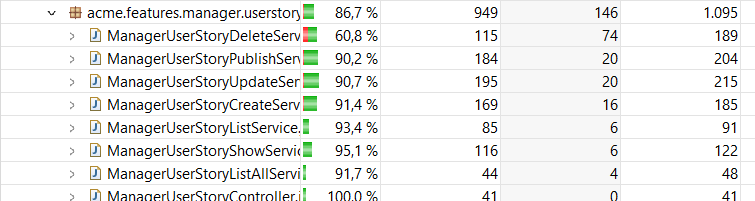 acme.features.manager.userstory 86,7 % 949 146 1.095
ManagerUserStoryDeleteServ 60,8 % 115 74 189
ManagerUserStoryPublishServ 90,2 % 184 20 204
ManagerUserStoryUpdateServ 90,7 % 195 20 215
ManagerUserStoryCreateServ 91,4 % 169 16 185
ManagerUserStoryListService. 93,4 % 85 6 91
ManagerUserStoryShowServic 95,1 % 116 6 122
ManagerUserStoryListAllServi 91,7 % 44 4 48
ManagerUserStoryController.j 100,0 % 41 0 41